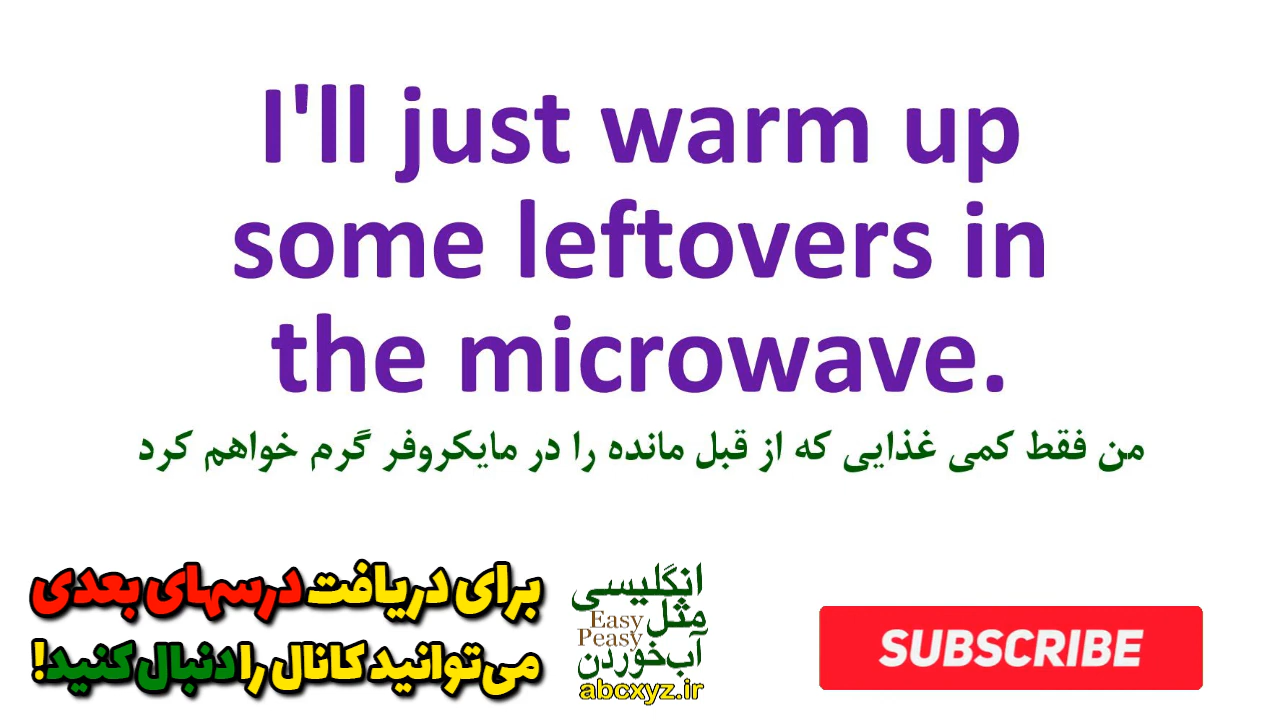 I'll just warm up
some leftovers in
the microwave.
من فقط کمی غذایی که از قبل مانده را در مایکروفر گرم خواهم کرد
برای دریافت درسهای بعدی
می‌توانید کانال را دنبال کنید!
انگلیسی
مثل
Easy
Peasy
آب‌خوردن
abcxyz.ir
SUBSCRIBE